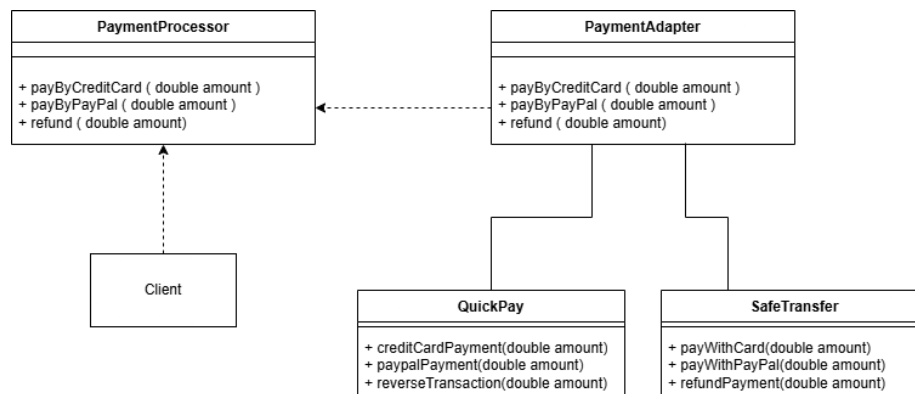 PaymentProcessor
+ payByCreditCard ( double amount )
+ payByPayPal ( double amount )
+ refund ( double amount)
PaymentAdapter
+ payByCreditCard ( double amount )
+ payByPayPal ( double amount )
+ refund ( double amount)
Client
QuickPay
+ creditCardPayment(double amount)
+ paypalPayment(double amount)
+ reverseTransaction(double amount)
SafeTransfer
+ payWithCard(double amount)
+ payWithPayPal(double amount)
+ refundPayment(double amount)